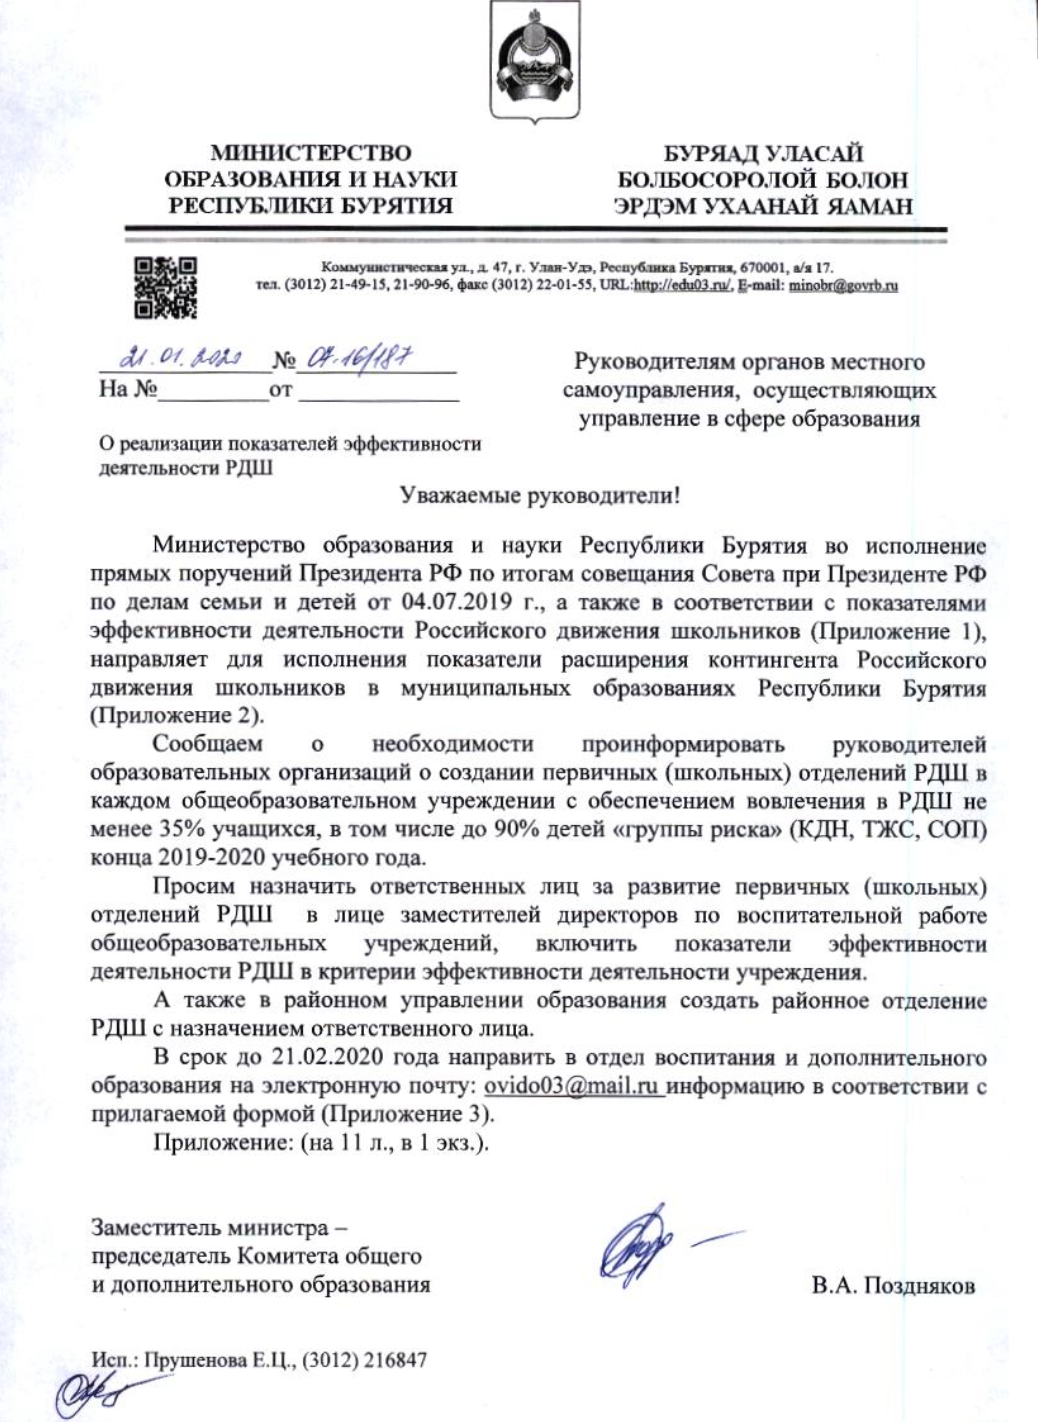 МИНИСТЕРСТВО
ОБРАЗОВАНИЯ И НАУКИ
РЕСПУБЛИКИ БУРЯТИЯ
БУРЯАД УЛАСАЙ
БОЛБОСОРОЛОЙ БОЛОН
ЭРДЭМ УХААНАЙ ЯАМАН
Коммунистическая ул., д. 47, г. Улан-Удэ, Республика Бурятия, 670001, а/я 17.
тел. (3012) 21-49-15, 21-90-96, факс (3012) 22-01-55, URL:http://edu03.ru/, E-mail: minobr@govrb.ru
21.01.2020 № 07-16/187
На №__________от ______________
Руководителям органов местного
самоуправления, осуществляющих
управление в сфере образования
О реализации показателей эффективности
деятельности РДШ
Уважаемые руководители!
Министерство образования и науки Республики Бурятия во исполнение
прямых поручений Президента РФ по итогам совещания Совета при Президенте РФ
по делам семьи и детей от 04.07.2019 г., а также в соответствии с показателями
эффективности деятельности Российского движения школьников (Приложение 1),
направляет для исполнения показатели расширения контингента Российского
движения школьников в муниципальных образованиях Республики Бурятия
(Приложение 2).
Сообщаем о необходимости проинформировать руководителей
образовательных организаций о создании первичных (школьных) отделений РДШ в
каждом общеобразовательном учреждении с обеспечением вовлечения в РДШ не
менее 35% учащихся, в том числе до 90% детей «группы риска» (КДН, ТЖС, СОП)
конца 2019-2020 учебного года.
Просим назначить ответственных лиц за развитие первичных (школьных)
отделений РДШ в лице заместителей директоров по воспитательной работе
общеобразовательных учреждений, включить показатели эффективности
деятельности РДШ в критерии эффективности деятельности учреждения.
А также в районном управлении образования создать районное отделение
РДШ с назначением ответственного лица.
В срок до 21.02.2020 года направить в отдел воспитания и дополнительного
образования на электронную почту: ovido03@mail.ru информацию в соответствии с
прилагаемой формой (Приложение 3).
Приложение: (на 11 л., в 1 экз.).
Заместитель министра –
председатель Комитета общего
и дополнительного образования
В.А. Поздняков
Исп.: Прушенова Е.Ц., (3012) 216847